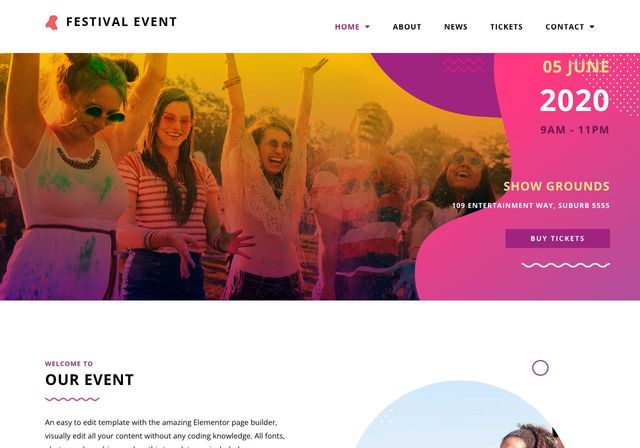 FESTIVAL EVENT
HOME
ABOUT
NEWS
TICKETS
CONTACT
05 JUNE
2020
9AM - 11PM
SHOW GROUNDS
109 ENTERTAINMENT WAY, SUBURB 5555
BUY TICKETS
WELCOME TO
OUR EVENT
An easy to edit template with the amazing Elementor page builder,
visually edit all your content without any coding knowledge. All fonts,